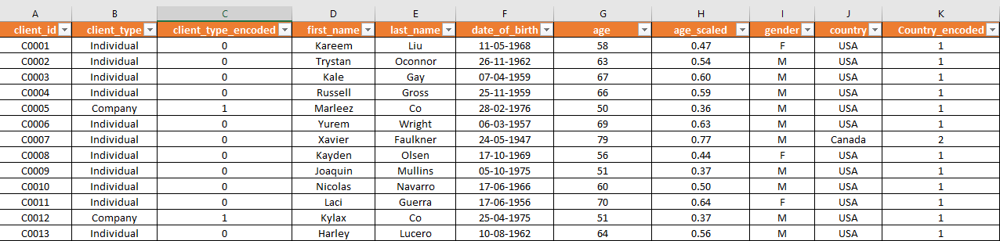 A B C D E F G H I J K
client_id client_type client_type_encoded first_name last_name date_of_birth age age_scaled gender country Country_encoded
C0001 Individual 0 Kareem Liu 11-05-1968 58 0.47 F USA 1
C0002 Individual 0 Trystan Oconnor 26-11-1962 63 0.54 M USA 1
C0003 Individual 0 Kale Gay 07-04-1959 67 0.60 M USA 1
C0004 Individual 0 Russell Gross 25-11-1959 66 0.59 M USA 1
C0005 Company 1 Marleez Co 28-02-1976 50 0.36 M USA 1
C0006 Individual 0 Yurem Wright 06-03-1957 69 0.63 M USA 1
C0007 Individual 0 Xavier Faulkner 24-05-1947 79 0.77 M Canada 2
C0008 Individual 0 Kayden Olsen 17-10-1969 56 0.44 F USA 1
C0009 Individual 0 Joaquin Mullins 05-10-1975 51 0.37 M USA 1
C0010 Individual 0 Nicolas Navarro 17-06-1966 60 0.50 M USA 1
C0011 Individual 0 Laci Guerra 17-06-1956 70 0.64 F USA 1
C0012 Company 1 Kylax Co 25-04-1975 51 0.37 M USA 1
C0013 Individual 0 Harley Lucero 10-08-1962 64 0.56 M USA 1